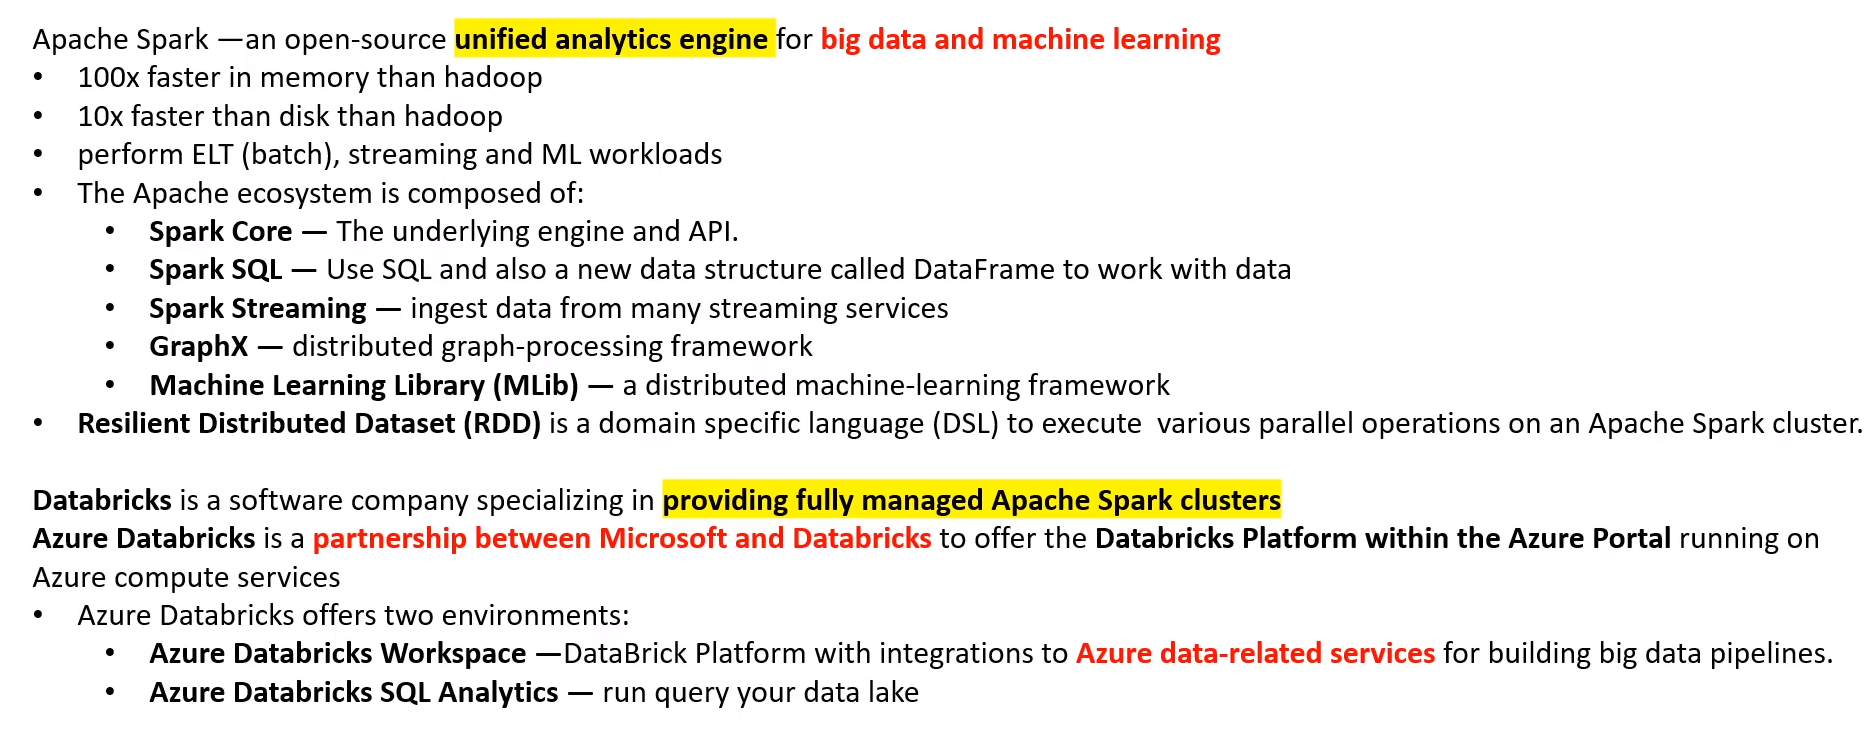 Apache Spark —an open-source unified analytics engine for big data and machine learning
• 100x faster in memory than hadoop
• 10x faster than disk than hadoop
• perform ELT (batch), streaming and ML workloads
• The Apache ecosystem is composed of:
• Spark Core — The underlying engine and API.
• Spark SQL — Use SQL and also a new data structure called DataFrame to work with data
• Spark Streaming — ingest data from many streaming services
• GraphX — distributed graph-processing framework
• Machine Learning Library (MLib) — a distributed machine-learning framework
• Resilient Distributed Dataset (RDD) is a domain specific language (DSL) to execute  various parallel operations on an Apache Spark cluster.
Databricks is a software company specializing in providing fully managed Apache Spark clusters
Azure Databricks is a partnership between Microsoft and Databricks to offer the Databricks Platform within the Azure Portal running on
Azure compute services
• Azure Databricks offers two environments:
• Azure Databricks Workspace —DataBrick Platform with integrations to Azure data-related services for building big data pipelines.
• Azure Databricks SQL Analytics — run query your data lake